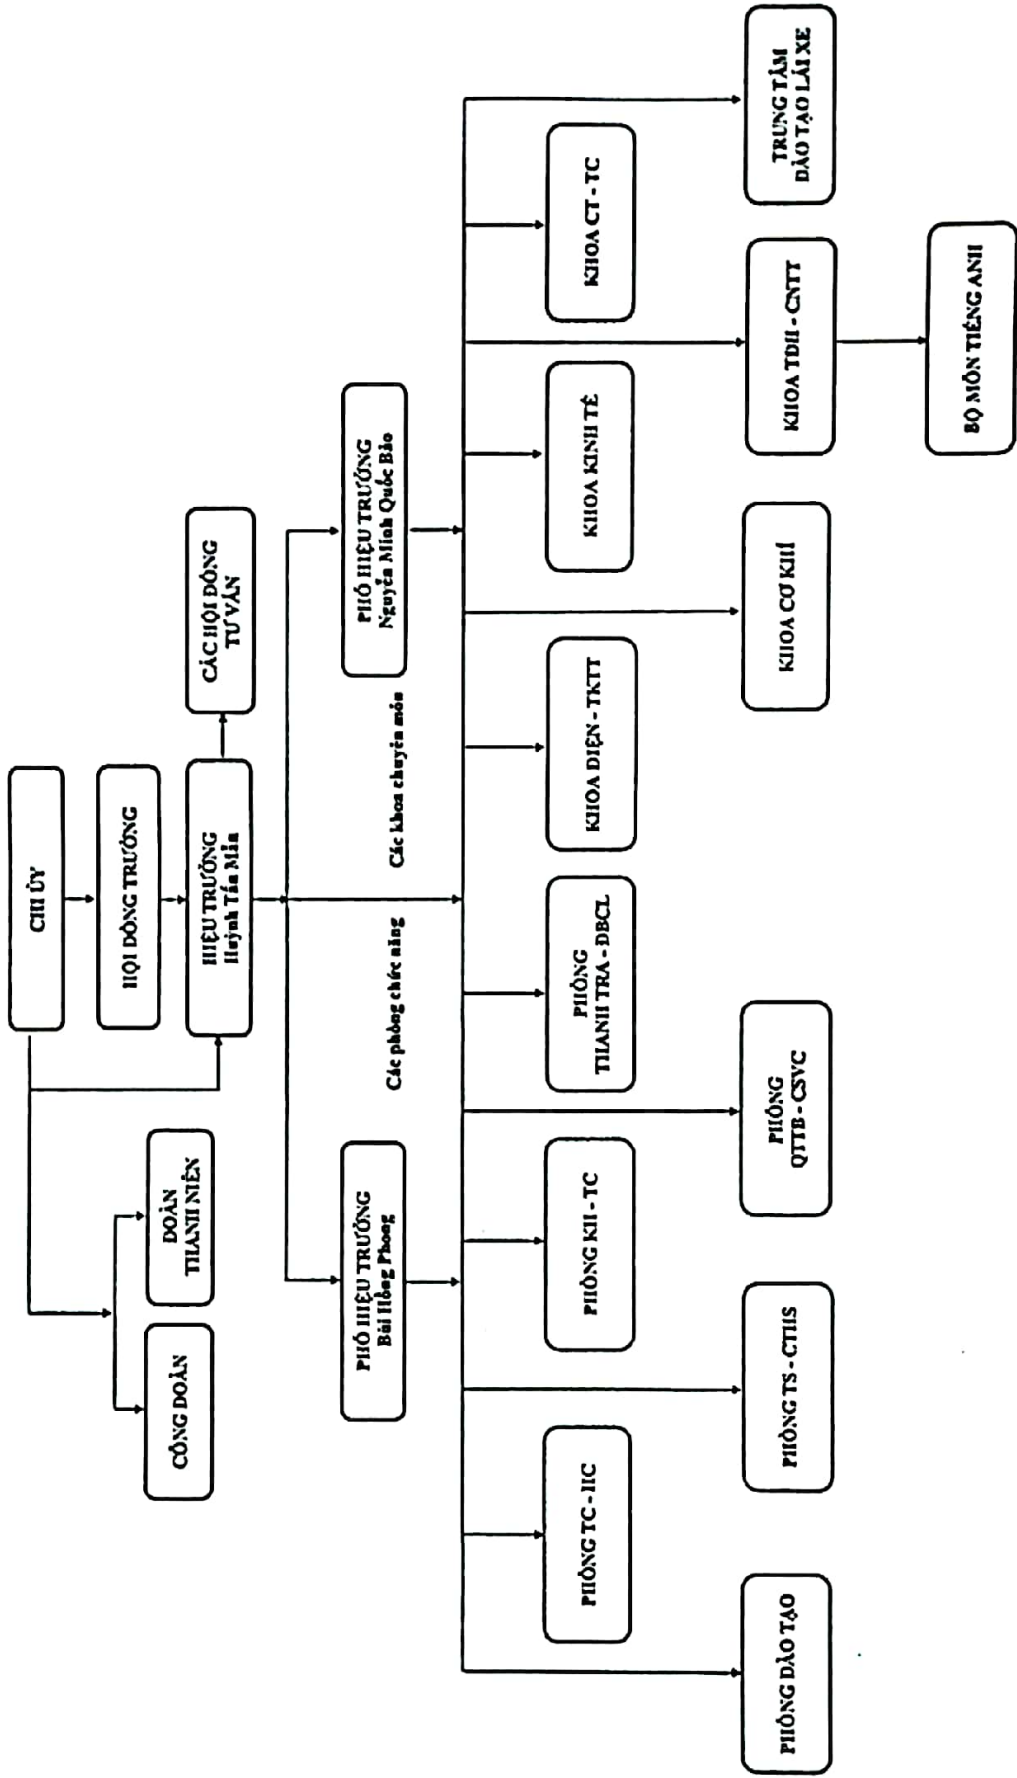 CHI ỦY
HỘI ĐỒNG TRƯỜNG
HIỆU TRƯỞNG
Huỳnh Tấn Mẫn
CÁC HỘI ĐỒNG
TƯ VẤN
CÔNG ĐOÀN
ĐOÀN
THANH NIÊN
PHÓ HIỆU TRƯỞNG
Bùi Hồng Phong
Các phòng chức năng
Các khoa chuyên môn
PHÓ HIỆU TRƯỞNG
Nguyễn Minh Quốc Bảo
PHÒNG TC - HC
PHÒNG KH - TC
PHÒNG
THANH TRA - ĐBCL
KHOA ĐIỆN - TKTT
KHOA KINH TẾ
KHOA CT - TC
PHÒNG ĐÀO TẠO
PHÒNG TS - CTHS
PHÒNG
QTTB - CSVC
KHOA CƠ KHÍ
KHOA TĐH - CNTT
TRUNG TÂM
ĐÀO TẠO LÁI XE
BỘ MÔN TIẾNG ANH